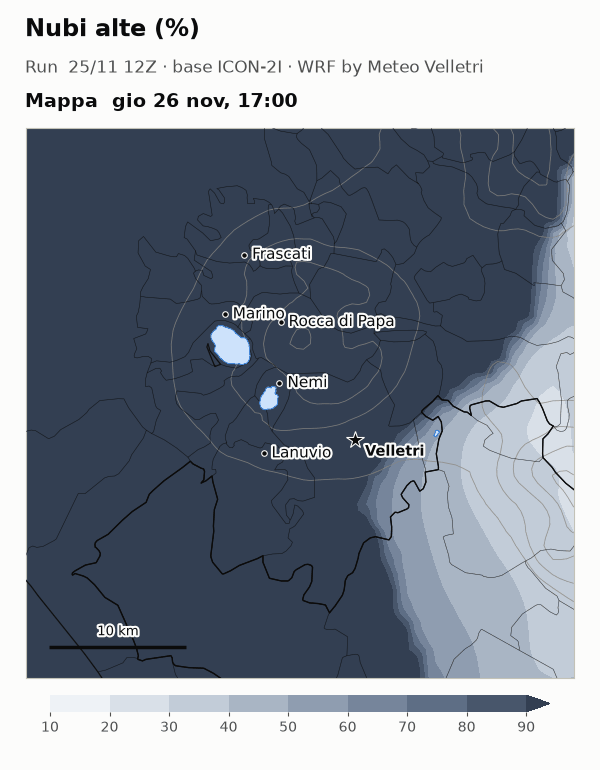 Nubi alte (%)
Run 25/11 12Z · base ICON-2I · WRF by Meteo Velletri
Mappa gio 26 nov, 17:00
Frascati
Marino
Rocca di Papa
Nemi
Velletri
Lanuvio
10 km
10 20 30 40 50 60 70 80 90